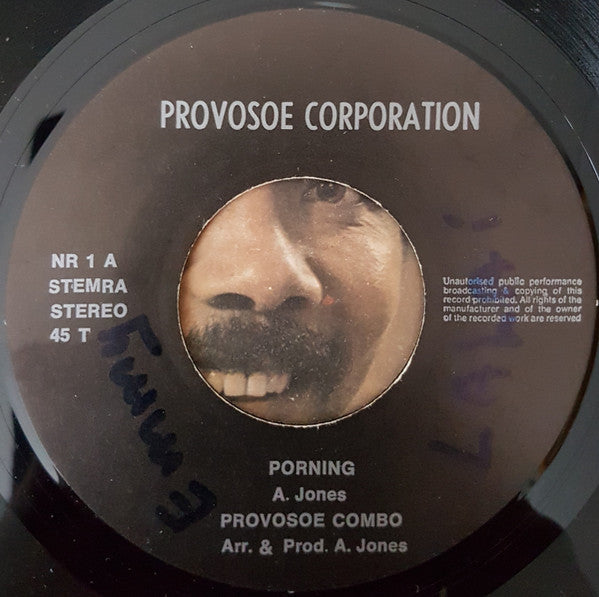 PROVOSOE CORPORATION
NR 1 A
STEMRA
STEREO
45 T
Unautorised public performance
broadcasting & copying of this
record prohibited. All rights of the
manufacturer and of the owner
of the recorded work are reserved
PORNING
A. Jones
PROVOSOE COMBO
Arr. & Prod. A. Jones